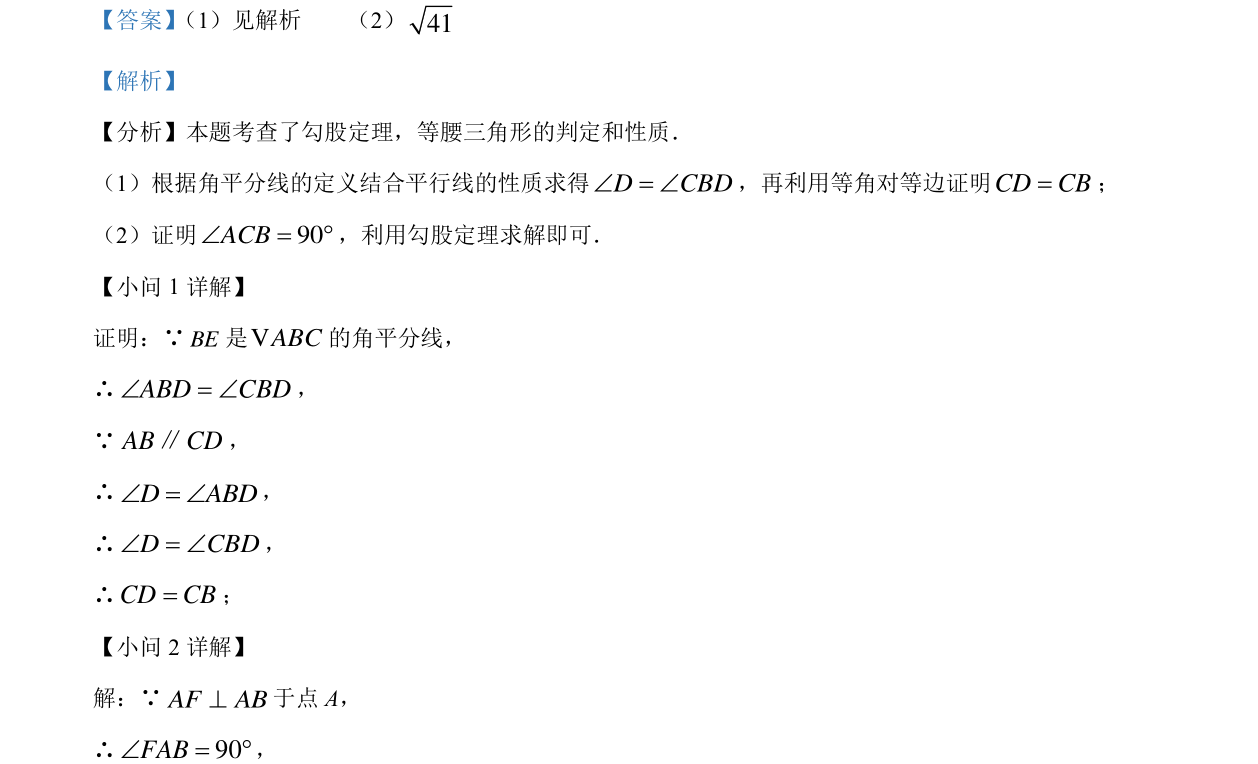 【答案】（1）见解析　　（2）√41
【解析】
【分析】本题考查了勾股定理，等腰三角形的判定和性质．
（1）根据角平分线的定义结合平行线的性质求得∠D＝∠CBD，再利用等角对等边证明CD＝CB；
（2）证明∠ACB＝90°，利用勾股定理求解即可．
【小问 1 详解】
证明：∵BE 是VABC 的角平分线，
∴∠ABD＝∠CBD，
∵AB∥CD，
∴∠D＝∠ABD，
∴∠D＝∠CBD，
∴CD＝CB；
【小问 2 详解】
解：∵AF⊥AB于点 A，
∴∠FAB＝90°，